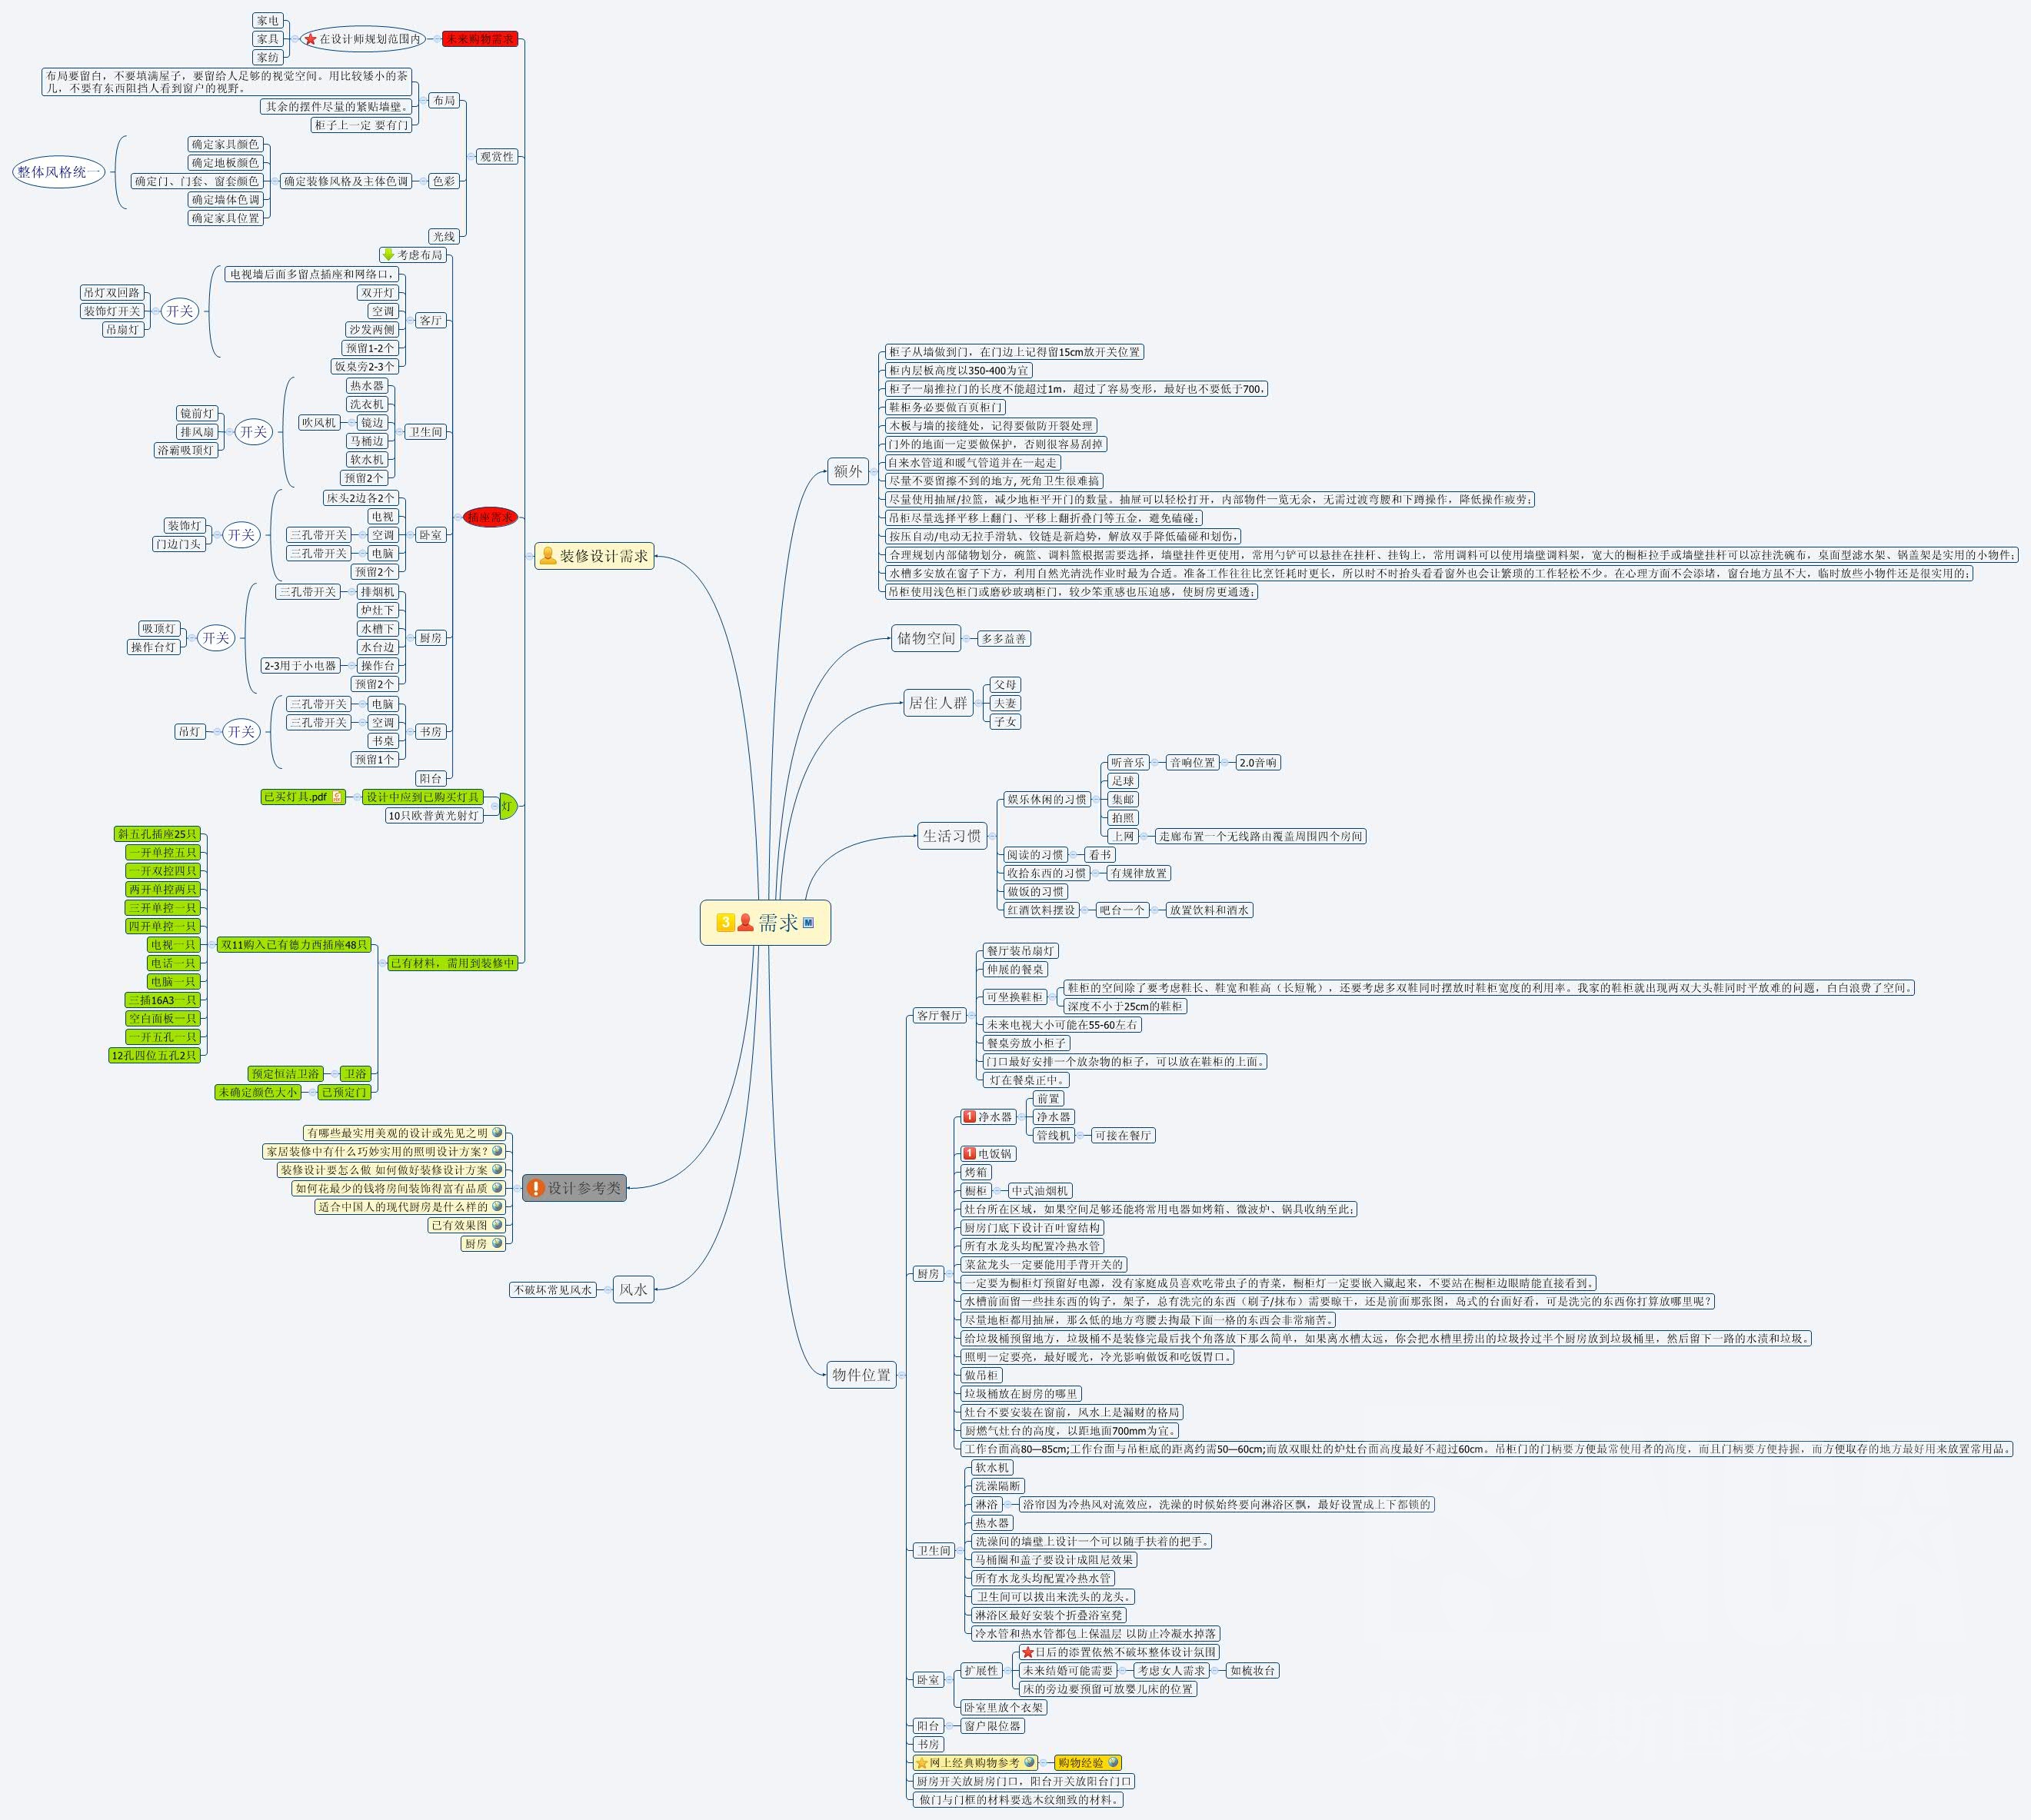 需求
装修设计需求
未来购物需求
在设计师规划范围内
家电
家具
家纺
观赏性
布局
布局要留白，不要填满屋子，要留给人足够的视觉空间。用比较矮小的茶
几，不要有东西阻挡人看到窗户的视野。
其余的摆件尽量的紧贴墙壁。
柜子上一定 要有门
色彩
确定装修风格及主体色调
确定家具颜色
确定地板颜色
确定门、门套、窗套颜色
确定墙体色调
确定家具位置
整体风格统一
光线
插座需求
考虑布局
客厅
电视墙后面多留点插座和网络口，
双开灯
空调
沙发两侧
预留1-2个
饭桌旁2-3个
开关
吊灯双回路
装饰灯开关
吊扇灯
卫生间
热水器
洗衣机
镜边
吹风机
马桶边
软水机
预留2个
开关
镜前灯
排风扇
浴霸吸顶灯
卧室
床头2边各2个
电视
空调
三孔带开关
电脑
三孔带开关
预留2个
开关
装饰灯
门边门头
厨房
排烟机
三孔带开关
炉灶下
水槽下
水台边
操作台
2-3用于小电器
预留2个
开关
吸顶灯
操作台灯
书房
电脑
三孔带开关
空调
三孔带开关
书桌
预留1个
开关
吊灯
阳台
灯
设计中应到已购买灯具
已买灯具.pdf
10只欧普黄光射灯
已有材料，需用到装修中
双11购入已有德力西插座48只
斜五孔插座25只
一开单控五只
一开双控四只
两开单控两只
三开单控一只
四开单控一只
电视一只
电话一只
电脑一只
三插16A3一只
空白面板一只
一开五孔一只
12孔四位五孔2只
卫浴
预定恒洁卫浴
已预定门
未确定颜色大小
设计参考类
有哪些最实用美观的设计或先见之明
家居装修中有什么巧妙实用的照明设计方案?
装修设计要怎么做 如何做好装修设计方案
如何花最少的钱将房间装饰得富有品质
适合中国人的现代厨房是什么样的
已有效果图
厨房
风水
不破坏常见风水
额外
柜子从墙做到门，在门边上记得留15cm放开关位置
柜内层板高度以350-400为宜
柜子一扇推拉门的长度不能超过1m，超过了容易变形，最好也不要低于700，
鞋柜务必要做百页柜门
木板与墙的接缝处，记得要做防开裂处理
门外的地面一定要做保护，否则很容易刮掉
自来水管道和暖气管道并在一起走
尽量不要留擦不到的地方, 死角卫生很难搞
尽量使用抽屉/拉篮，减少地柜平开门的数量。抽屉可以轻松打开，内部物件一览无余，无需过渡弯腰和下蹲操作，降低操作疲劳;
吊柜尽量选择平移上翻门、平移上翻折叠门等五金，避免磕碰;
按压自动/电动无拉手滑轨、铰链是新趋势，解放双手降低磕碰和划伤，
合理规划内部储物划分，碗篮、调料篮根据需要选择，墙壁挂件更使用，常用勺铲可以悬挂在挂杆、挂钩上，常用调料可以使用墙壁调料架，宽大的橱柜拉手或墙壁挂杆可以凉挂洗碗布，桌面型滤水架、锅盖架是实用的小物件;
水槽多安放在窗子下方，利用自然光清洗作业时最为合适。准备工作往往比烹饪耗时更长，所以时不时抬头看看窗外也会让繁琐的工作轻松不少。在心理方面不会添堵，窗台地方虽不大，临时放些小物件还是很实用的;
吊柜使用浅色柜门或磨砂玻璃柜门，较少笨重感也压迫感，使厨房更通透;
储物空间
多多益善
居住人群
父母
夫妻
子女
生活习惯
娱乐休闲的习惯
听音乐
音响位置
2.0音响
足球
集邮
拍照
上网
走廊布置一个无线路由覆盖周围四个房间
阅读的习惯
看书
收拾东西的习惯
有规律放置
做饭的习惯
红酒饮料摆设
吧台一个
放置饮料和酒水
物件位置
客厅餐厅
餐厅装吊扇灯
伸展的餐桌
可坐换鞋柜
鞋柜的空间除了要考虑鞋长、鞋宽和鞋高（长短靴），还要考虑多双鞋同时摆放时鞋柜宽度的利用率。我家的鞋柜就出现两双大头鞋同时平放难的问题，白白浪费了空间。
深度不小于25cm的鞋柜
未来电视大小可能在55-60左右
餐桌旁放小柜子
门口最好安排一个放杂物的柜子，可以放在鞋柜的上面。
灯在餐桌正中。
厨房
净水器
前置
净水器
管线机
可接在餐厅
电饭锅
烤箱
橱柜
中式油烟机
灶台所在区域，如果空间足够还能将常用电器如烤箱、微波炉、锅具收纳至此;
厨房门底下设计百叶窗结构
所有水龙头均配置冷热水管
菜盆龙头一定要能用手背开关的
一定要为橱柜灯预留好电源，没有家庭成员喜欢吃带虫子的青菜，橱柜灯一定要嵌入藏起来，不要站在橱柜边眼睛能直接看到。
水槽前面留一些挂东西的钩子，架子，总有洗完的东西（刷子/抹布）需要晾干，还是前面那张图，岛式的台面好看，可是洗完的东西你打算放哪里呢?
尽量地柜都用抽屉，那么低的地方弯腰去掏最下面一格的东西会非常痛苦。
给垃圾桶预留地方，垃圾桶不是装修完最后找个角落放下那么简单，如果离水槽太远，你会把水槽里捞出的垃圾拎过半个厨房放到垃圾桶里，然后留下一路的水渍和垃圾。
照明一定要亮，最好暖光，冷光影响做饭和吃饭胃口。
做吊柜
垃圾桶放在厨房的哪里
灶台不要安装在窗前，风水上是漏财的格局
厨燃气灶台的高度，以距地面700mm为宜。
工作台面高80—85cm;工作台面与吊柜底的距离约需50—60cm;而放双眼灶的炉灶台面高度最好不超过60cm。吊柜门的门柄要方便最常使用者的高度，而且门柄要方便持握，而方便取存的地方最好用来放置常用品。
卫生间
软水机
洗澡隔断
淋浴
浴帘因为冷热风对流效应，洗澡的时候始终要向淋浴区飘，最好设置成上下都锁的
热水器
洗澡间的墙壁上设计一个可以随手扶着的把手。
马桶圈和盖子要设计成阻尼效果
所有水龙头均配置冷热水管
卫生间可以拔出来洗头的龙头。
淋浴区最好安装个折叠浴室凳
冷水管和热水管都包上保温层 以防止冷凝水掉落
卧室
扩展性
日后的添置依然不破坏整体设计氛围
未来结婚可能需要
考虑女人需求
如梳妆台
床的旁边要预留可放婴儿床的位置
卧室里放个衣架
阳台
窗户限位器
书房
网上经典购物参考
购物经验
厨房开关放厨房门口，阳台开关放阳台门口
做门与门框的材料要选木纹细致的材料。